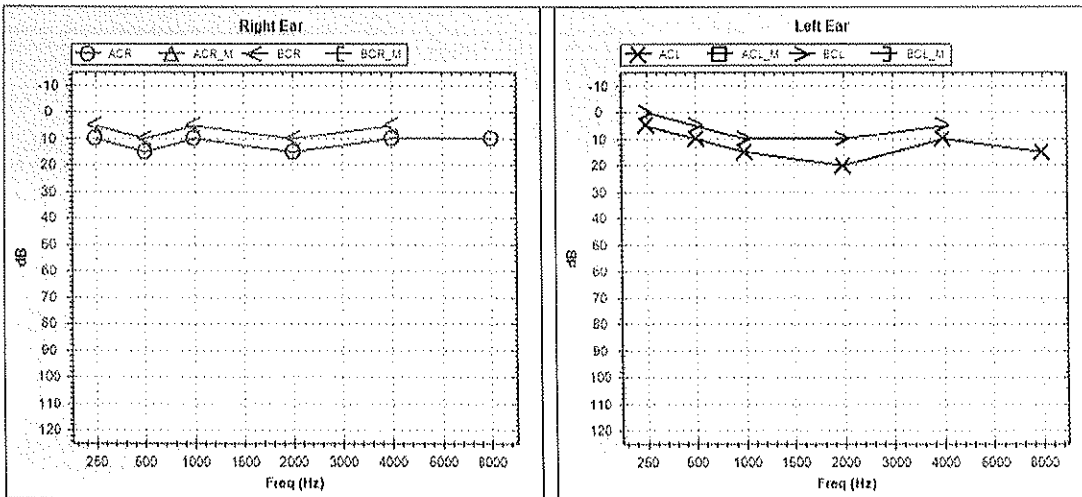 Right Ear
ACR ACR_M BCR BCR_M
-10
0
10
20
30
40
50
60
70
80
90
100
110
120
dB
250 500 1000 1500 2000 3000 4000 6000 8000
Freq (Hz)
Left Ear
ACL ACL_M BCL BCL_M
-10
0
10
20
30
40
50
60
70
80
90
100
110
120
dB
250 500 1000 1500 2000 3000 4000 6000 8000
Freq (Hz)